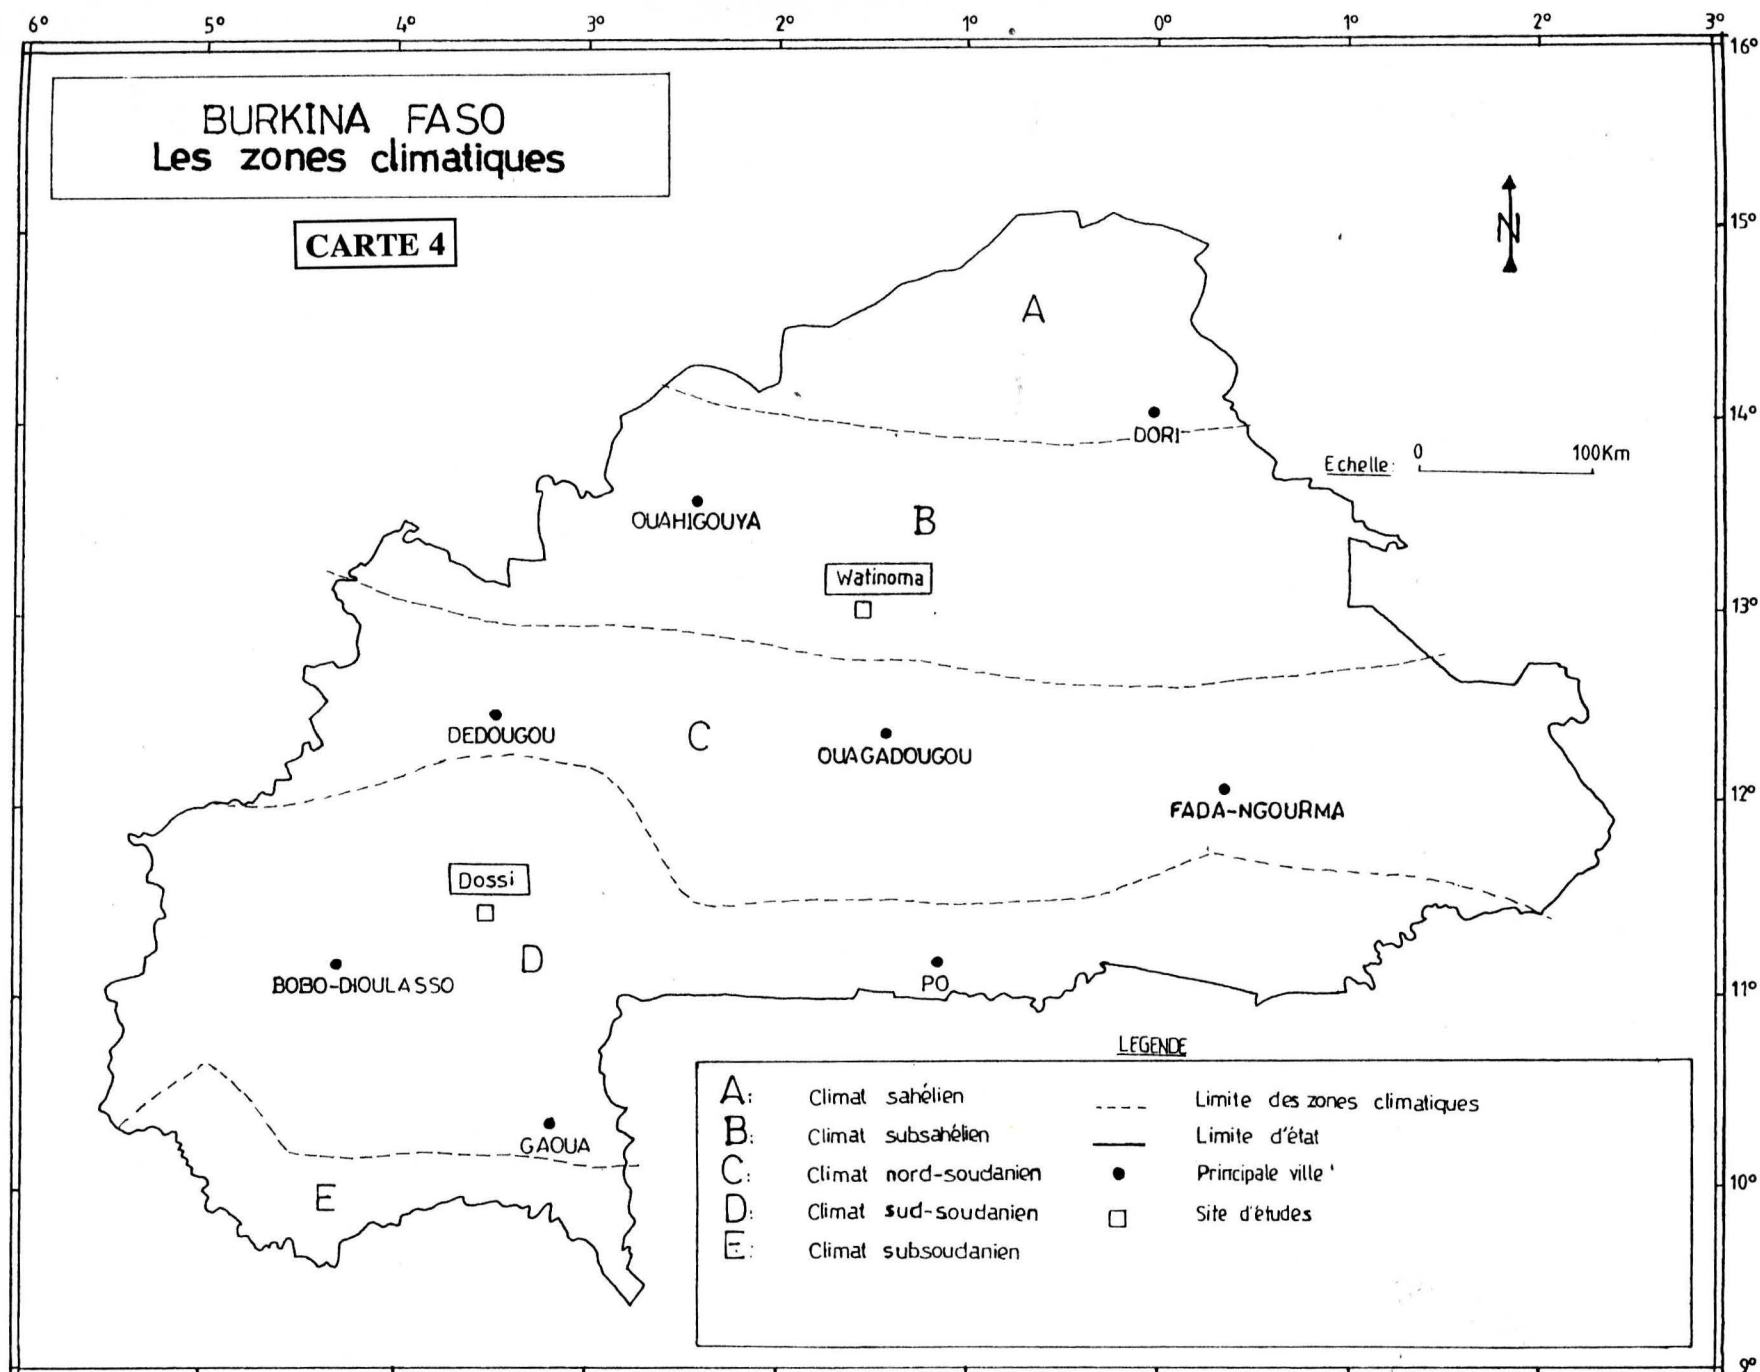 6° 5° 4° 3° 2° 1° 0° 1° 2° 3°
16°
BURKINA FASO
Les zones climatiques
CARTE 4
N
15°
A
14°
DORI
Echelle: 0 100Km
OUAHIGOUYA
B
Watinoma
13°
DEDOUGOU
C
OUAGADOUGOU
FADA-NGOURMA
12°
Dossi
D
BOBO-DIOULASSO
PO
11°
GAOUA
E
10°
LEGENDE
A: Climat sahélien
B: Climat subsahélien
C: Climat nord-soudanien
D: Climat sud-soudanien
E: Climat subsoudanien
Limite des zones climatiques
Limite d'état
Principale ville
Site d'études
9°